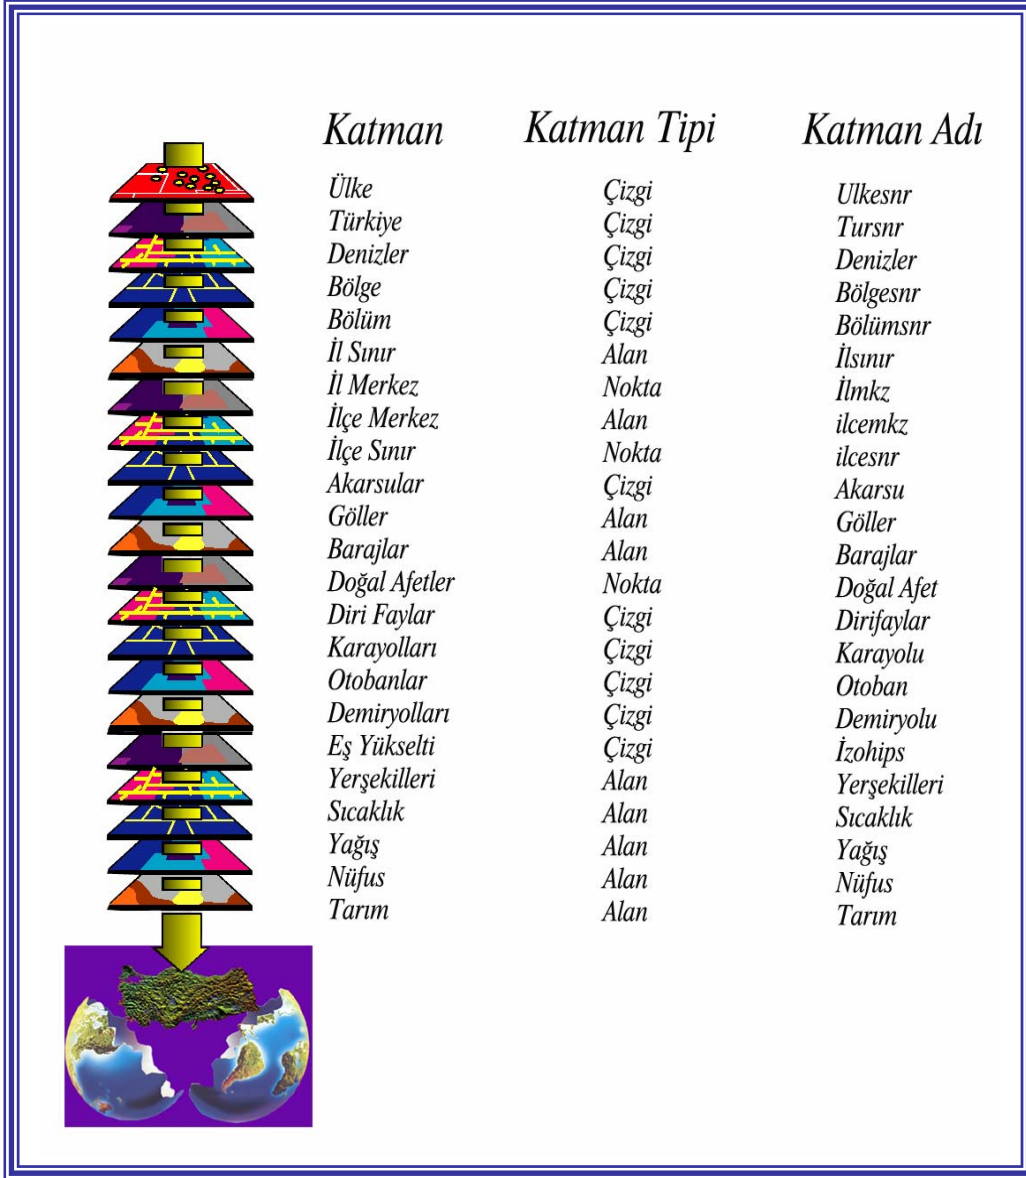 Katman Katman Tipi Katman Adı
Ülke Çizgi Ulkesnr
Türkiye Çizgi Tursnr
Denizler Çizgi Denizler
Bölge Çizgi Bölgesnr
Bölüm Çizgi Bölümsnr
İl Sınır Alan İlsınır
İl Merkez Nokta İlmkz
İlçe Merkez Alan ilcemkz
İlçe Sınır Nokta ilcesnr
Akarsular Çizgi Akarsu
Göller Alan Göller
Barajlar Alan Barajlar
Doğal Afetler Nokta Doğal Afet
Diri Faylar Çizgi Dirifaylar
Karayolları Çizgi Karayolu
Otobanlar Çizgi Otoban
Demiryolları Çizgi Demiryolu
Eş Yükselti Çizgi İzohips
Yerşekilleri Alan Yerşekilleri
Sıcaklık Alan Sıcaklık
Yağış Alan Yağış
Nüfus Alan Nüfus
Tarım Alan Tarım